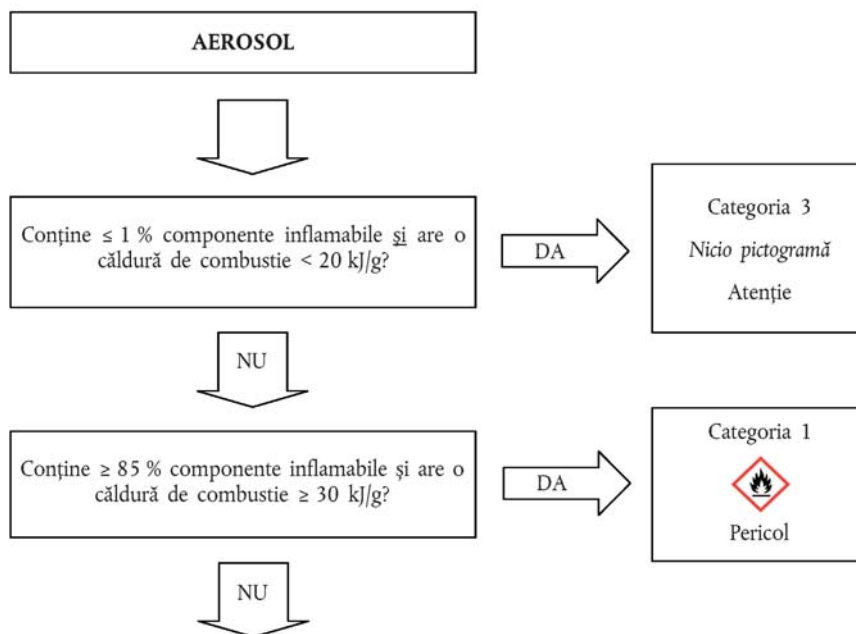 AEROSOL
Conține ≤ 1 % componente inflamabile și are o
căldură de combustie < 20 kJ/g?
DA
Categoria 3
Nicio pictogramă
Atenție
NU
Conține ≥ 85 % componente inflamabile și are o
căldură de combustie ≥ 30 kJ/g?
DA
Categoria 1
Pericol
NU